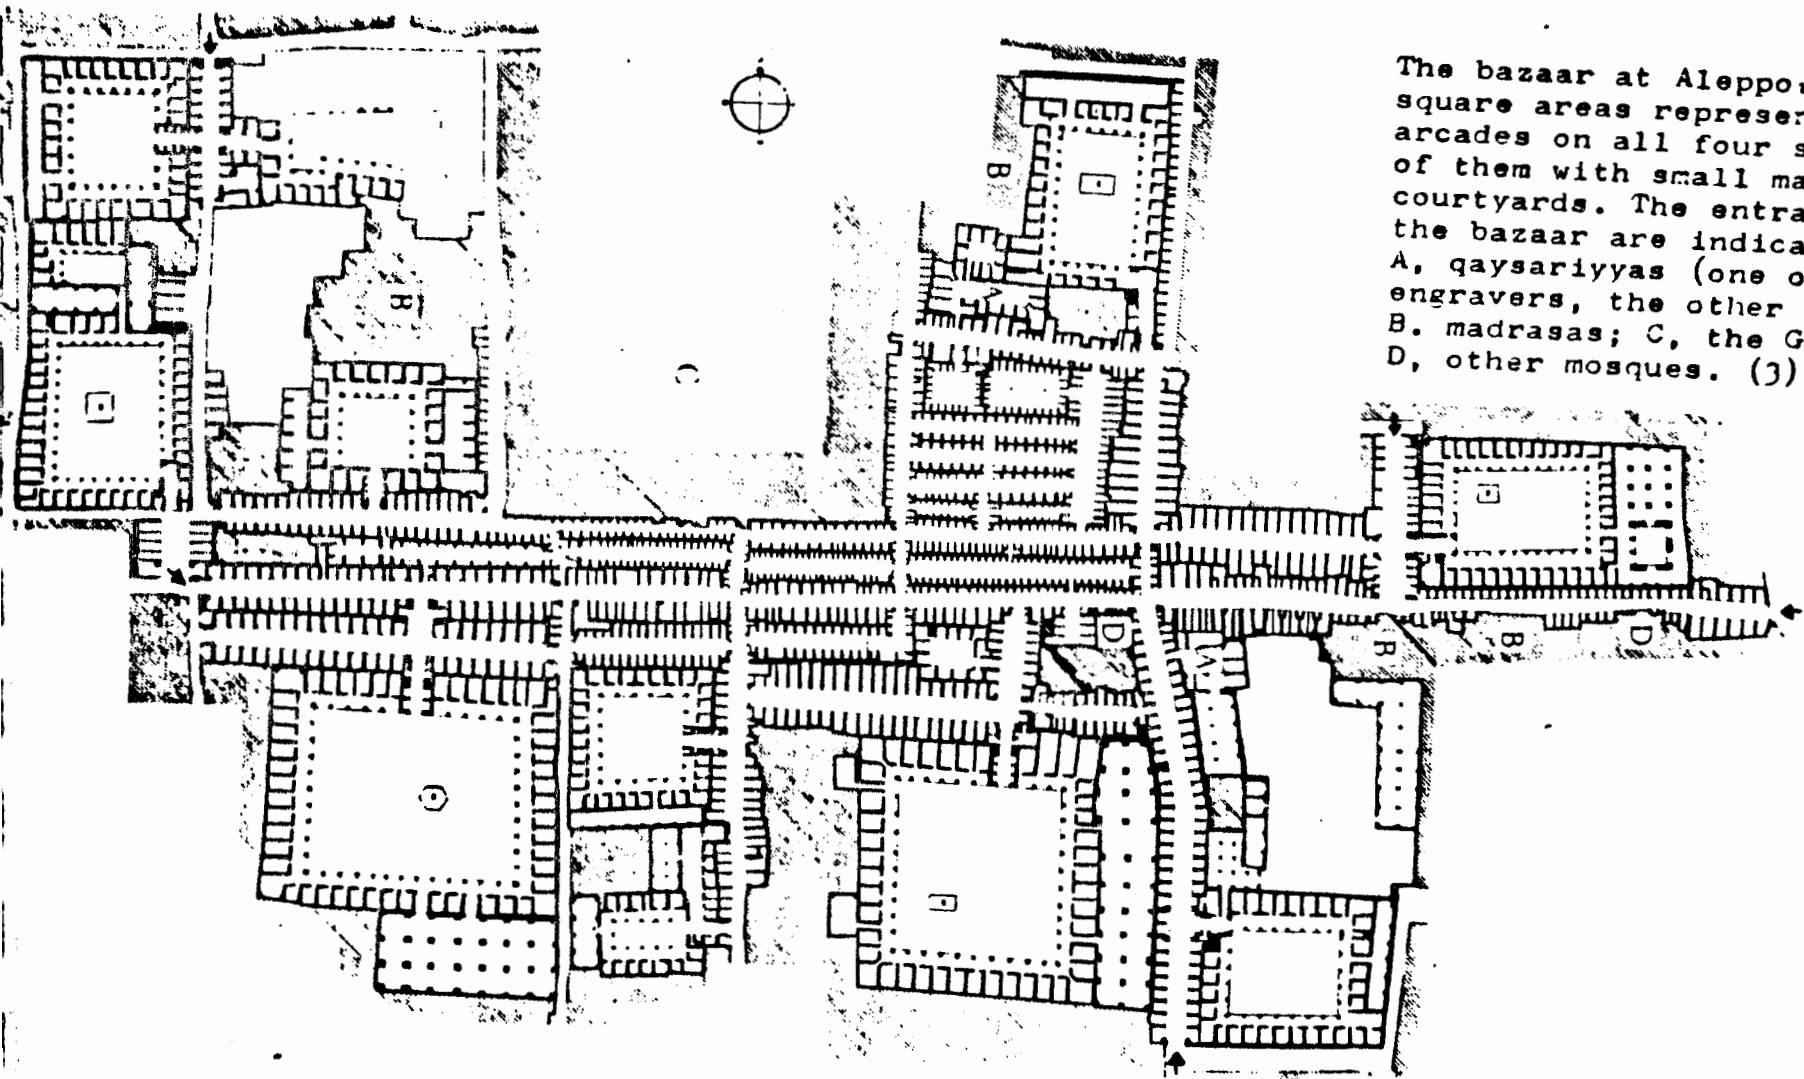 The bazaar at Aleppo:
square areas represen
arcades on all four s
of them with small ma
courtyards. The entra
the bazaar are indica
A, qaysariyyas (one o
engravers, the other
B. madrasas; C, the G
D, other mosques. (3)
B
A
B
C
D
A
B
B
D